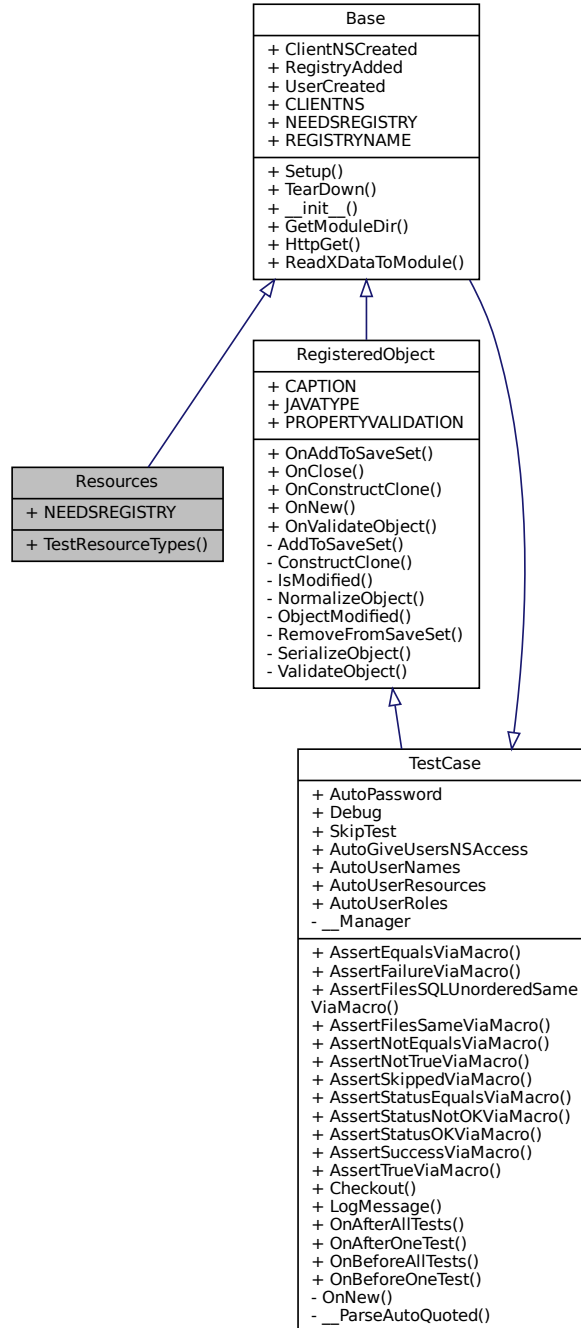 Base
+ ClientNSCreated
+ RegistryAdded
+ UserCreated
+ CLIENTNS
+ NEEDSREGISTRY
+ REGISTRYNAME
+ Setup()
+ TearDown()
+ __init__()
+ GetModuleDir()
+ HttpGet()
+ ReadXDataToModule()
RegisteredObject
+ CAPTION
+ JAVATYPE
+ PROPERTYVALIDATION
+ OnAddToSaveSet()
+ OnClose()
+ OnConstructClone()
+ OnNew()
+ OnValidateObject()
- AddToSaveSet()
- ConstructClone()
- IsModified()
- NormalizeObject()
- ObjectModified()
- RemoveFromSaveSet()
- SerializeObject()
- ValidateObject()
Resources
+ NEEDSREGISTRY
+ TestResourceTypes()
TestCase
+ AutoPassword
+ Debug
+ SkipTest
+ AutoGiveUsersNSAccess
+ AutoUserNames
+ AutoUserResources
+ AutoUserRoles
- __Manager
+ AssertEqualsViaMacro()
+ AssertFailureViaMacro()
+ AssertFilesSQLUnorderedSame
ViaMacro()
+ AssertFilesSameViaMacro()
+ AssertNotEqualsViaMacro()
+ AssertNotTrueViaMacro()
+ AssertSkippedViaMacro()
+ AssertStatusEqualsViaMacro()
+ AssertStatusNotOKViaMacro()
+ AssertStatusOKViaMacro()
+ AssertSuccessViaMacro()
+ AssertTrueViaMacro()
+ Checkout()
+ LogMessage()
+ OnAfterAllTests()
+ OnAfterOneTest()
+ OnBeforeAllTests()
+ OnBeforeOneTest()
- OnNew()
- __ParseAutoQuoted()